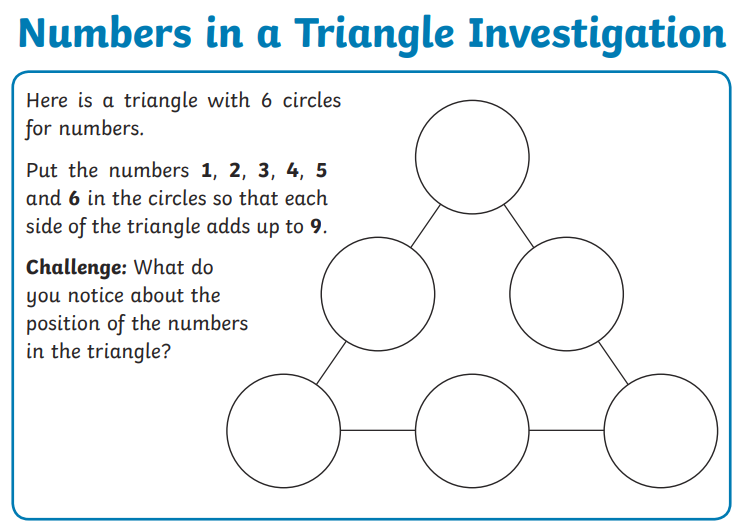 Numbers in a Triangle Investigation
Here is a triangle with 6 circles
for numbers.
Put the numbers 1, 2, 3, 4, 5
and 6 in the circles so that each
side of the triangle adds up to 9.
Challenge: What do
you notice about the
position of the numbers
in the triangle?